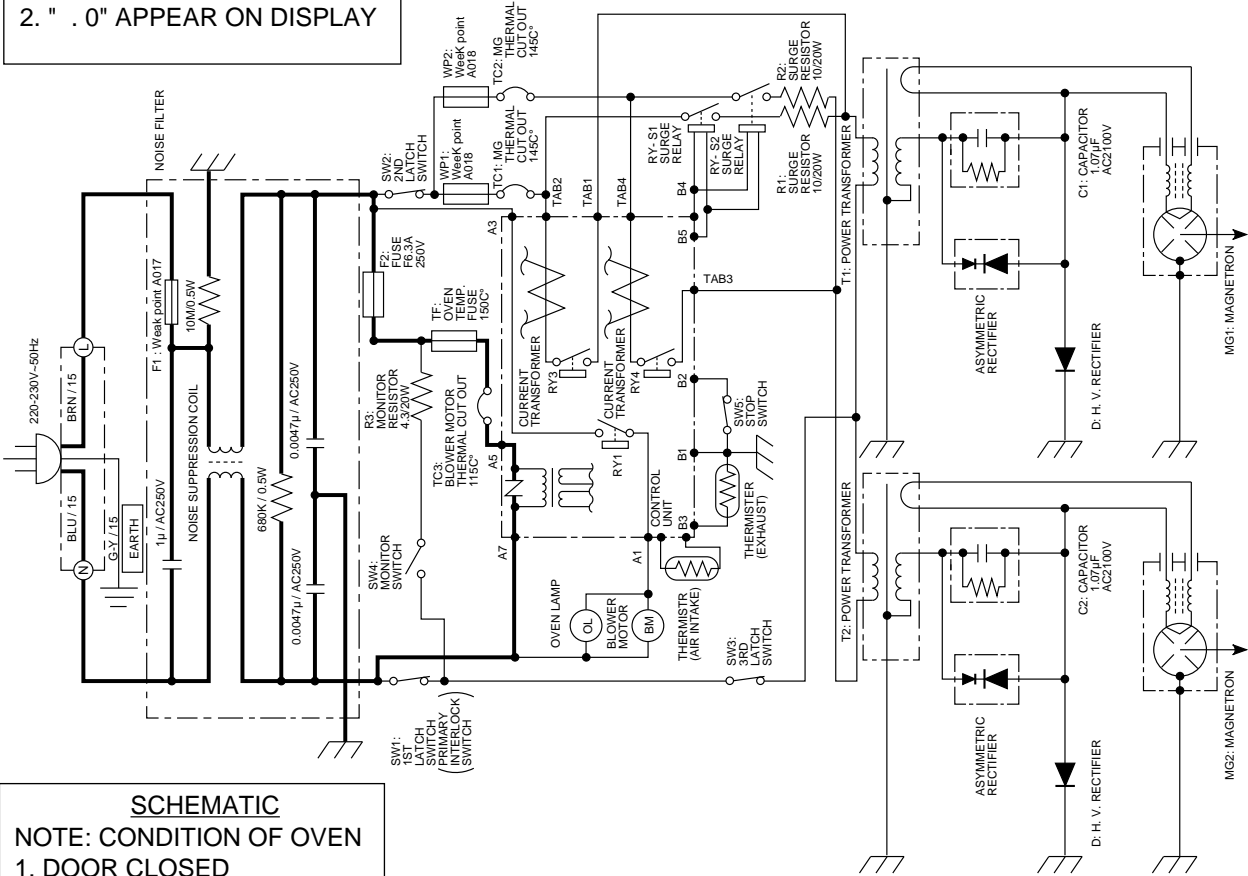 2. " . 0" APPEAR ON DISPLAY
220-230V~50Hz
N
L
BLU / 15
BRN / 15
G-Y / 15
EARTH
NOISE FILTER
F1 : Weak point A017
10M/0.5W
1µ / AC250V
NOISE SUPPRESSION COIL
680K / 0.5W
0.0047µ / AC250V
0.0047µ / AC250V
SW2:
2ND
LATCH
SWITCH
WP2:
WeeK point
A018
WP1:
WeeK point
A018
TC2: MG
THERMAL
CUT OUT
145C°
TC1: MG
THERMAL
CUT OUT
145C°
F2:
FUSE
F6.3A
250V
TF:
OVEN
TEMP.
FUSE
150C°
R3:
MONITOR
RESISTOR
4.3/20W
TC3:
BLOWER MOTOR
THERMAL CUT OUT
115C°
SW4:
MONITOR
SWITCH
SW1:
1ST
LATCH
SWITCH
(PRIMARY
INTERLOCK
SWITCH)
A3
A5
A7
A1
TAB2
TAB1
TAB4
TAB3
B4
B5
B2
B1
B3
CURRENT
TRANSFORMER
RY3
CURRENT
TRANSFORMER
RY4
RY1
CONTROL
UNIT
OVEN LAMP
OL
BLOWER
MOTOR
BM
THERMISTR
(AIR INTAKE)
THERMISTER
(EXHAUST)
SW5:
STOP
SWITCH
SW3:
3RD
LATCH
SWITCH
RY- S1
SURGE
RELAY
RY- S2
SURGE
RELAY
R2:
SURGE
RESISTOR
10/20W
R1:
SURGE
RESISTOR
10/20W
T1: POWER TRANSFORMER
C1: CAPACITOR
1.07µF
AC2100V
ASYMMETRIC
RECTIFIER
D: H. V. RECTIFIER
MG1: MAGNETRON
T2: POWER TRANSFORMER
C2: CAPACITOR
1.07µF
AC2100V
ASYMMETRIC
RECTIFIER
D: H. V. RECTIFIER
MG2: MAGNETRON
SCHEMATIC
NOTE: CONDITION OF OVEN
1. DOOR CLOSED